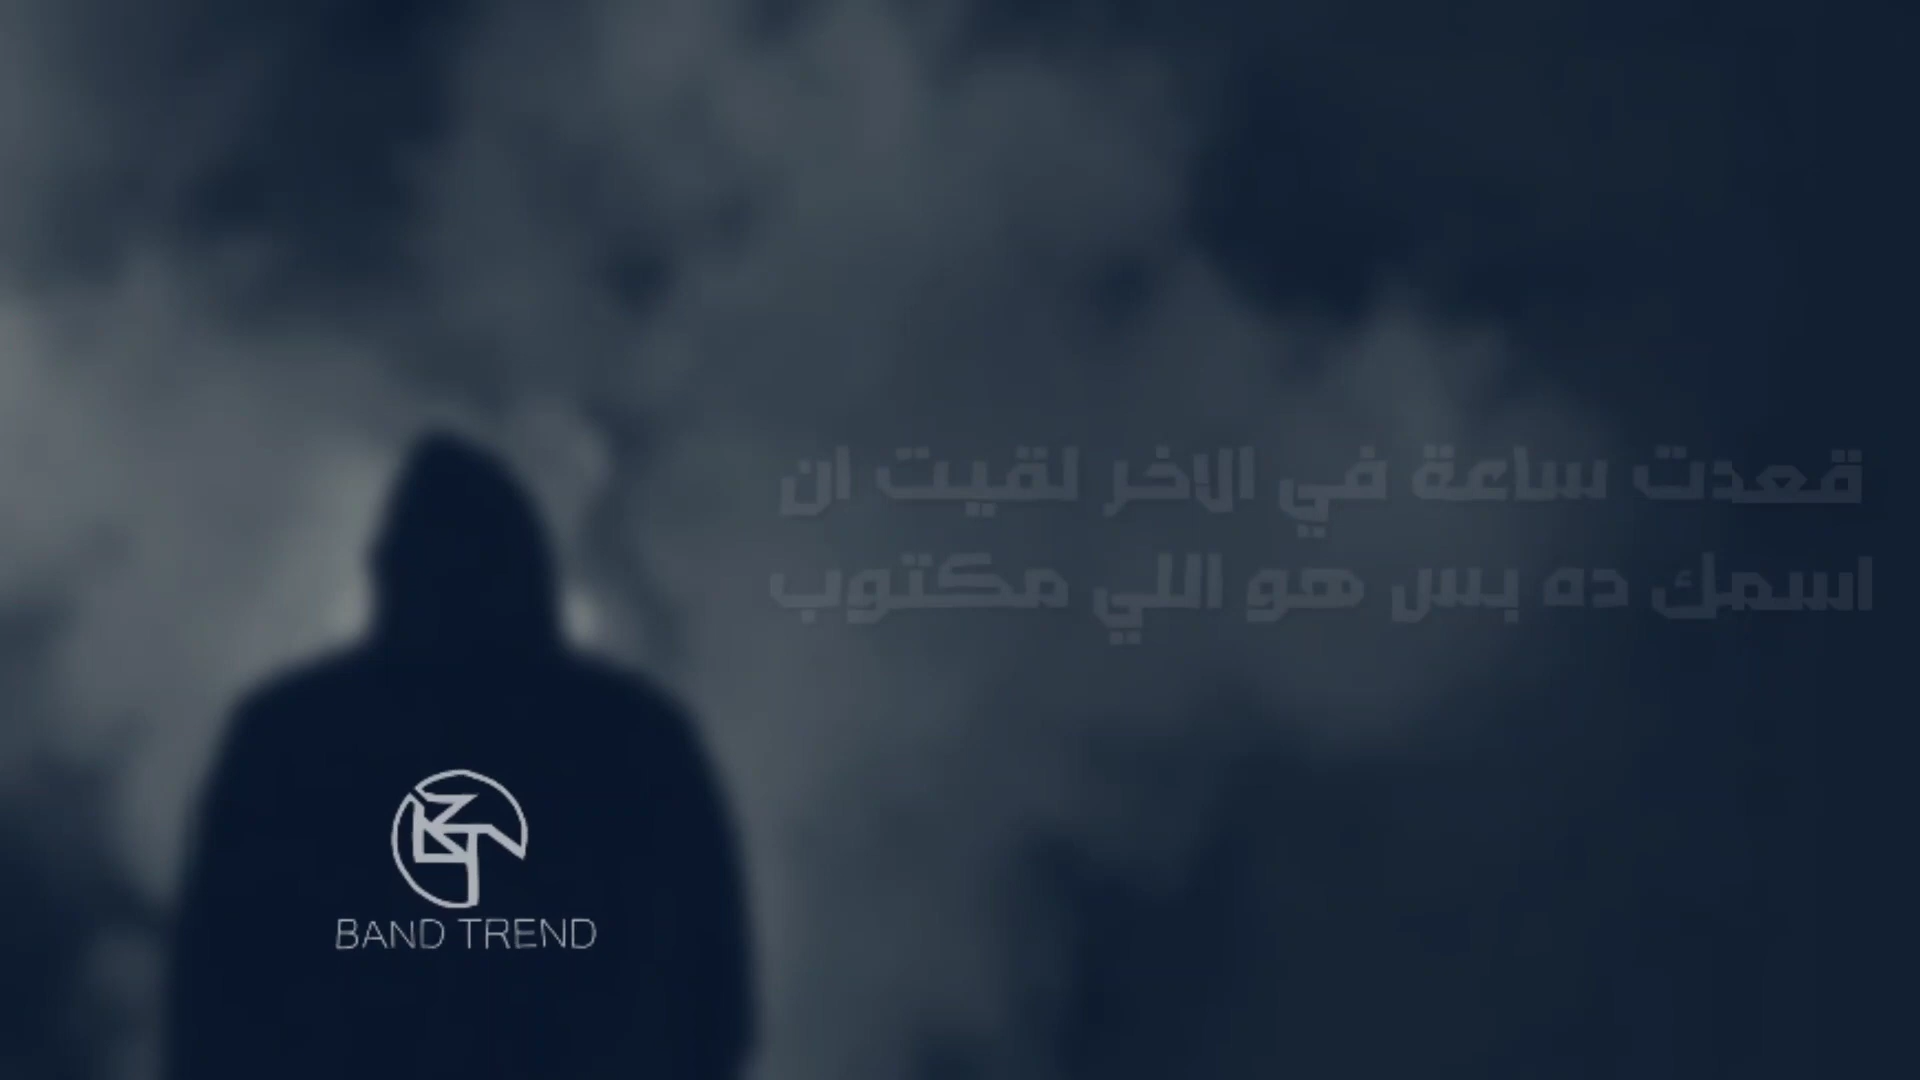 قعدت ساعة في الاخر لقيت ان
اسمك ده بس هو اللي مكتوب
BAND TREND